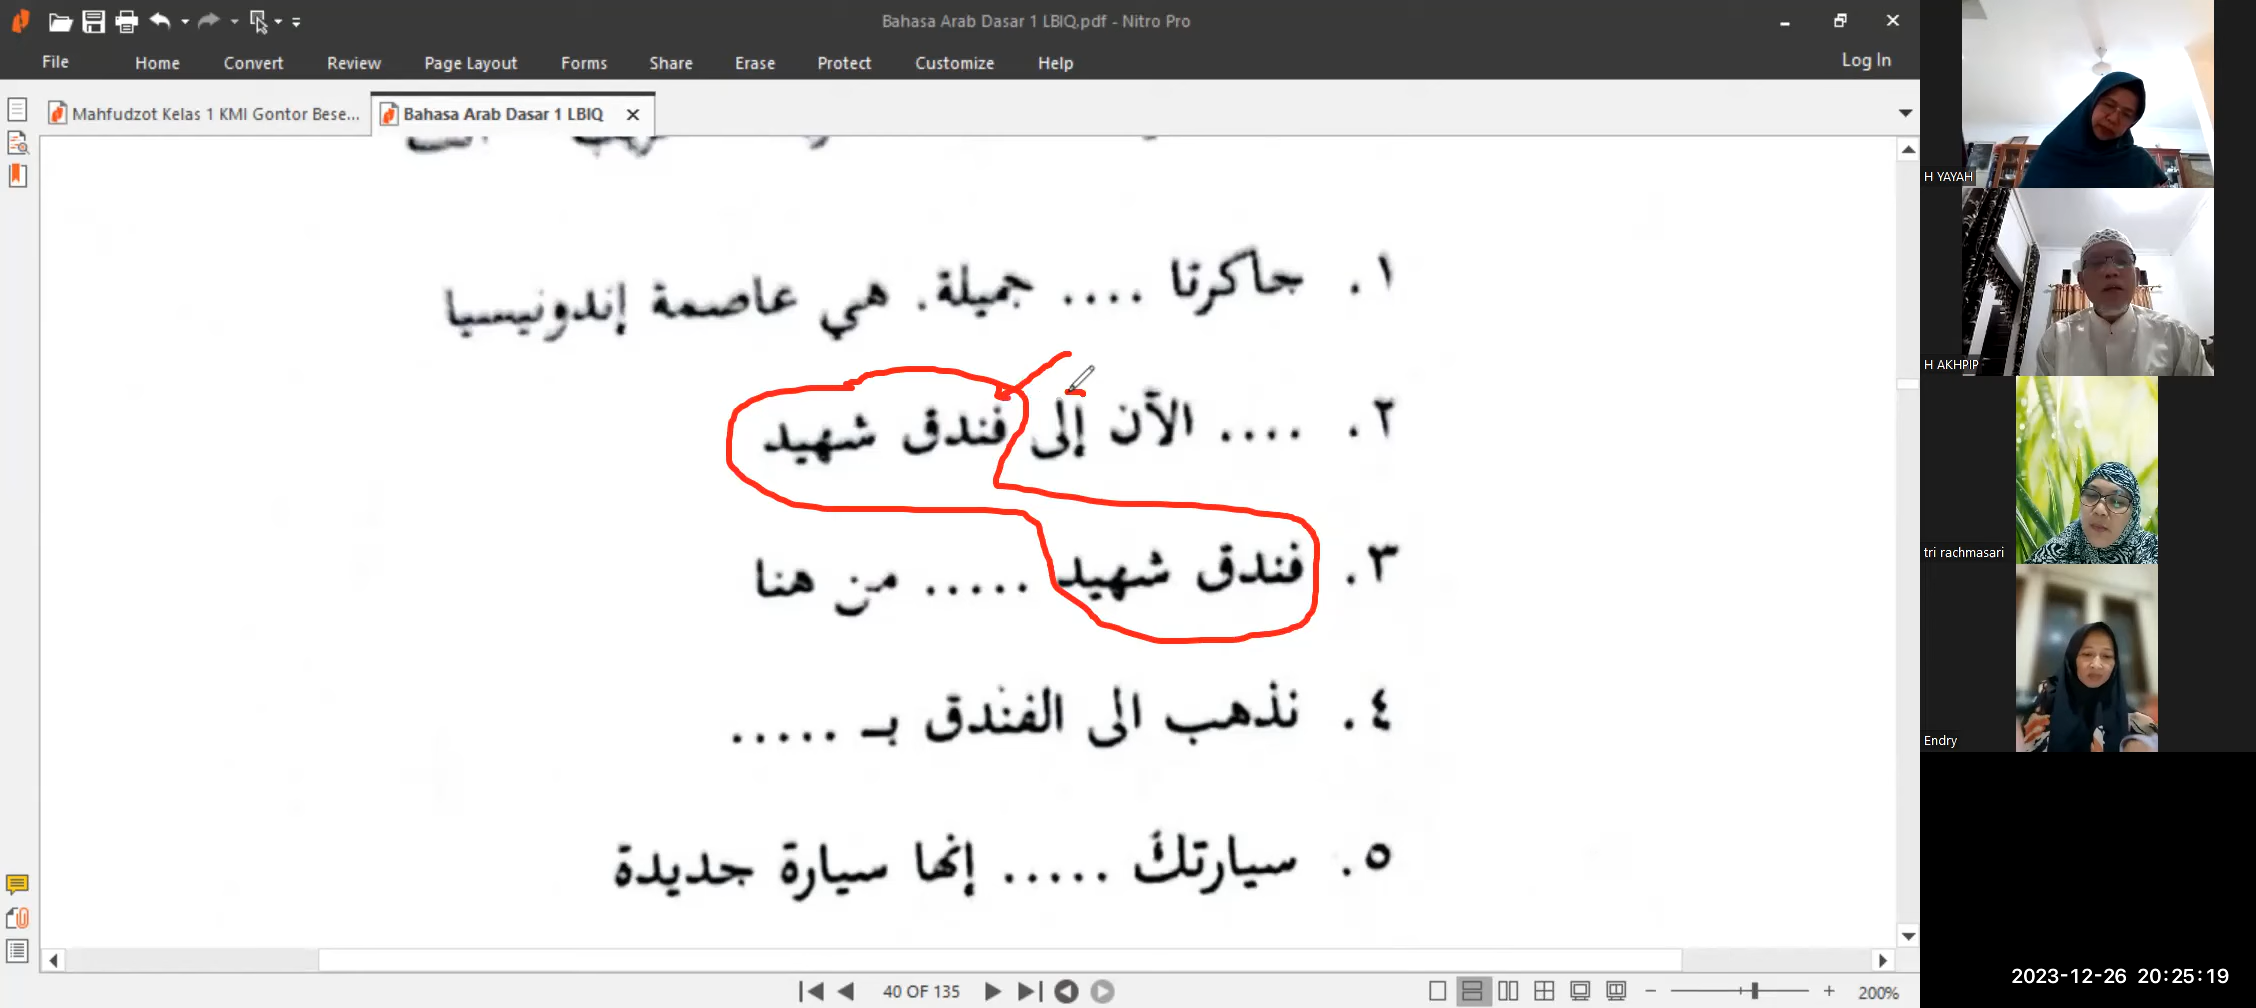 Bahasa Arab Dasar 1 LBIQ.pdf - Nitro Pro
File Home Convert Review Page Layout Forms Share Erase Protect Customize Help Log In
Mahfudzot Kelas 1 KMI Gontor Bese...
Bahasa Arab Dasar 1 LBIQ
١. جاكرتا .... جميلة. هي عاصمة إندونيسيا
٢. .... الآن إلى فندق شهيد
٣. فندق شهيد ..... من هنا
٤. نذهب الى الفندق بـ .....
٥. سيارتك ..... إنها سيارة جديدة
40 OF 135
200%
H YAYAH
H AKHPIP
tri rachmasari
Endry
2023-12-26 20:25:19